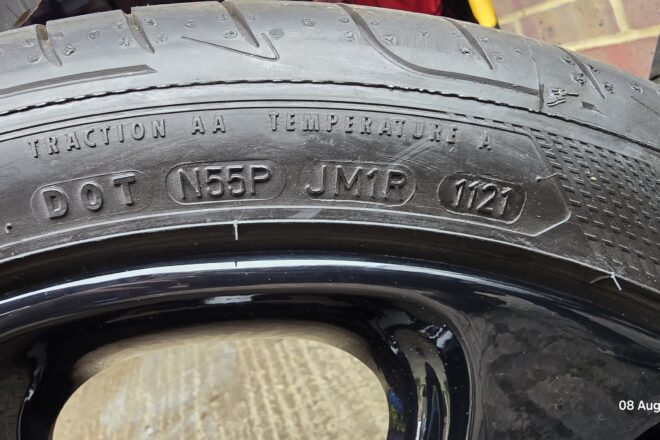 TRACTION AA TEMPERATURE A
DOT N55P JM1R 1121
08 Aug